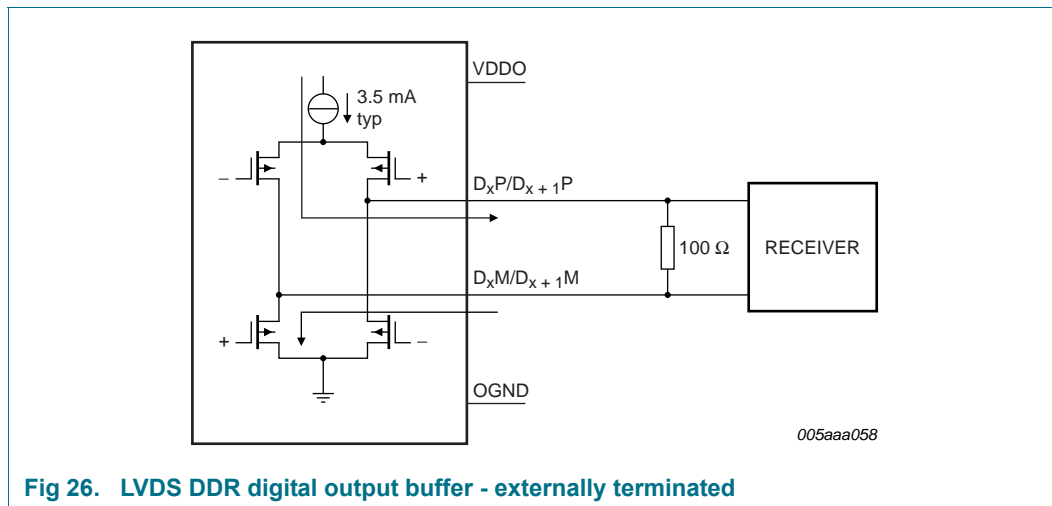 VDDO
3.5 mA
typ
–
+
DxP/Dx + 1P
100 Ω
RECEIVER
DxM/Dx + 1M
+
–
OGND
005aaa058
Fig 26. LVDS DDR digital output buffer - externally terminated